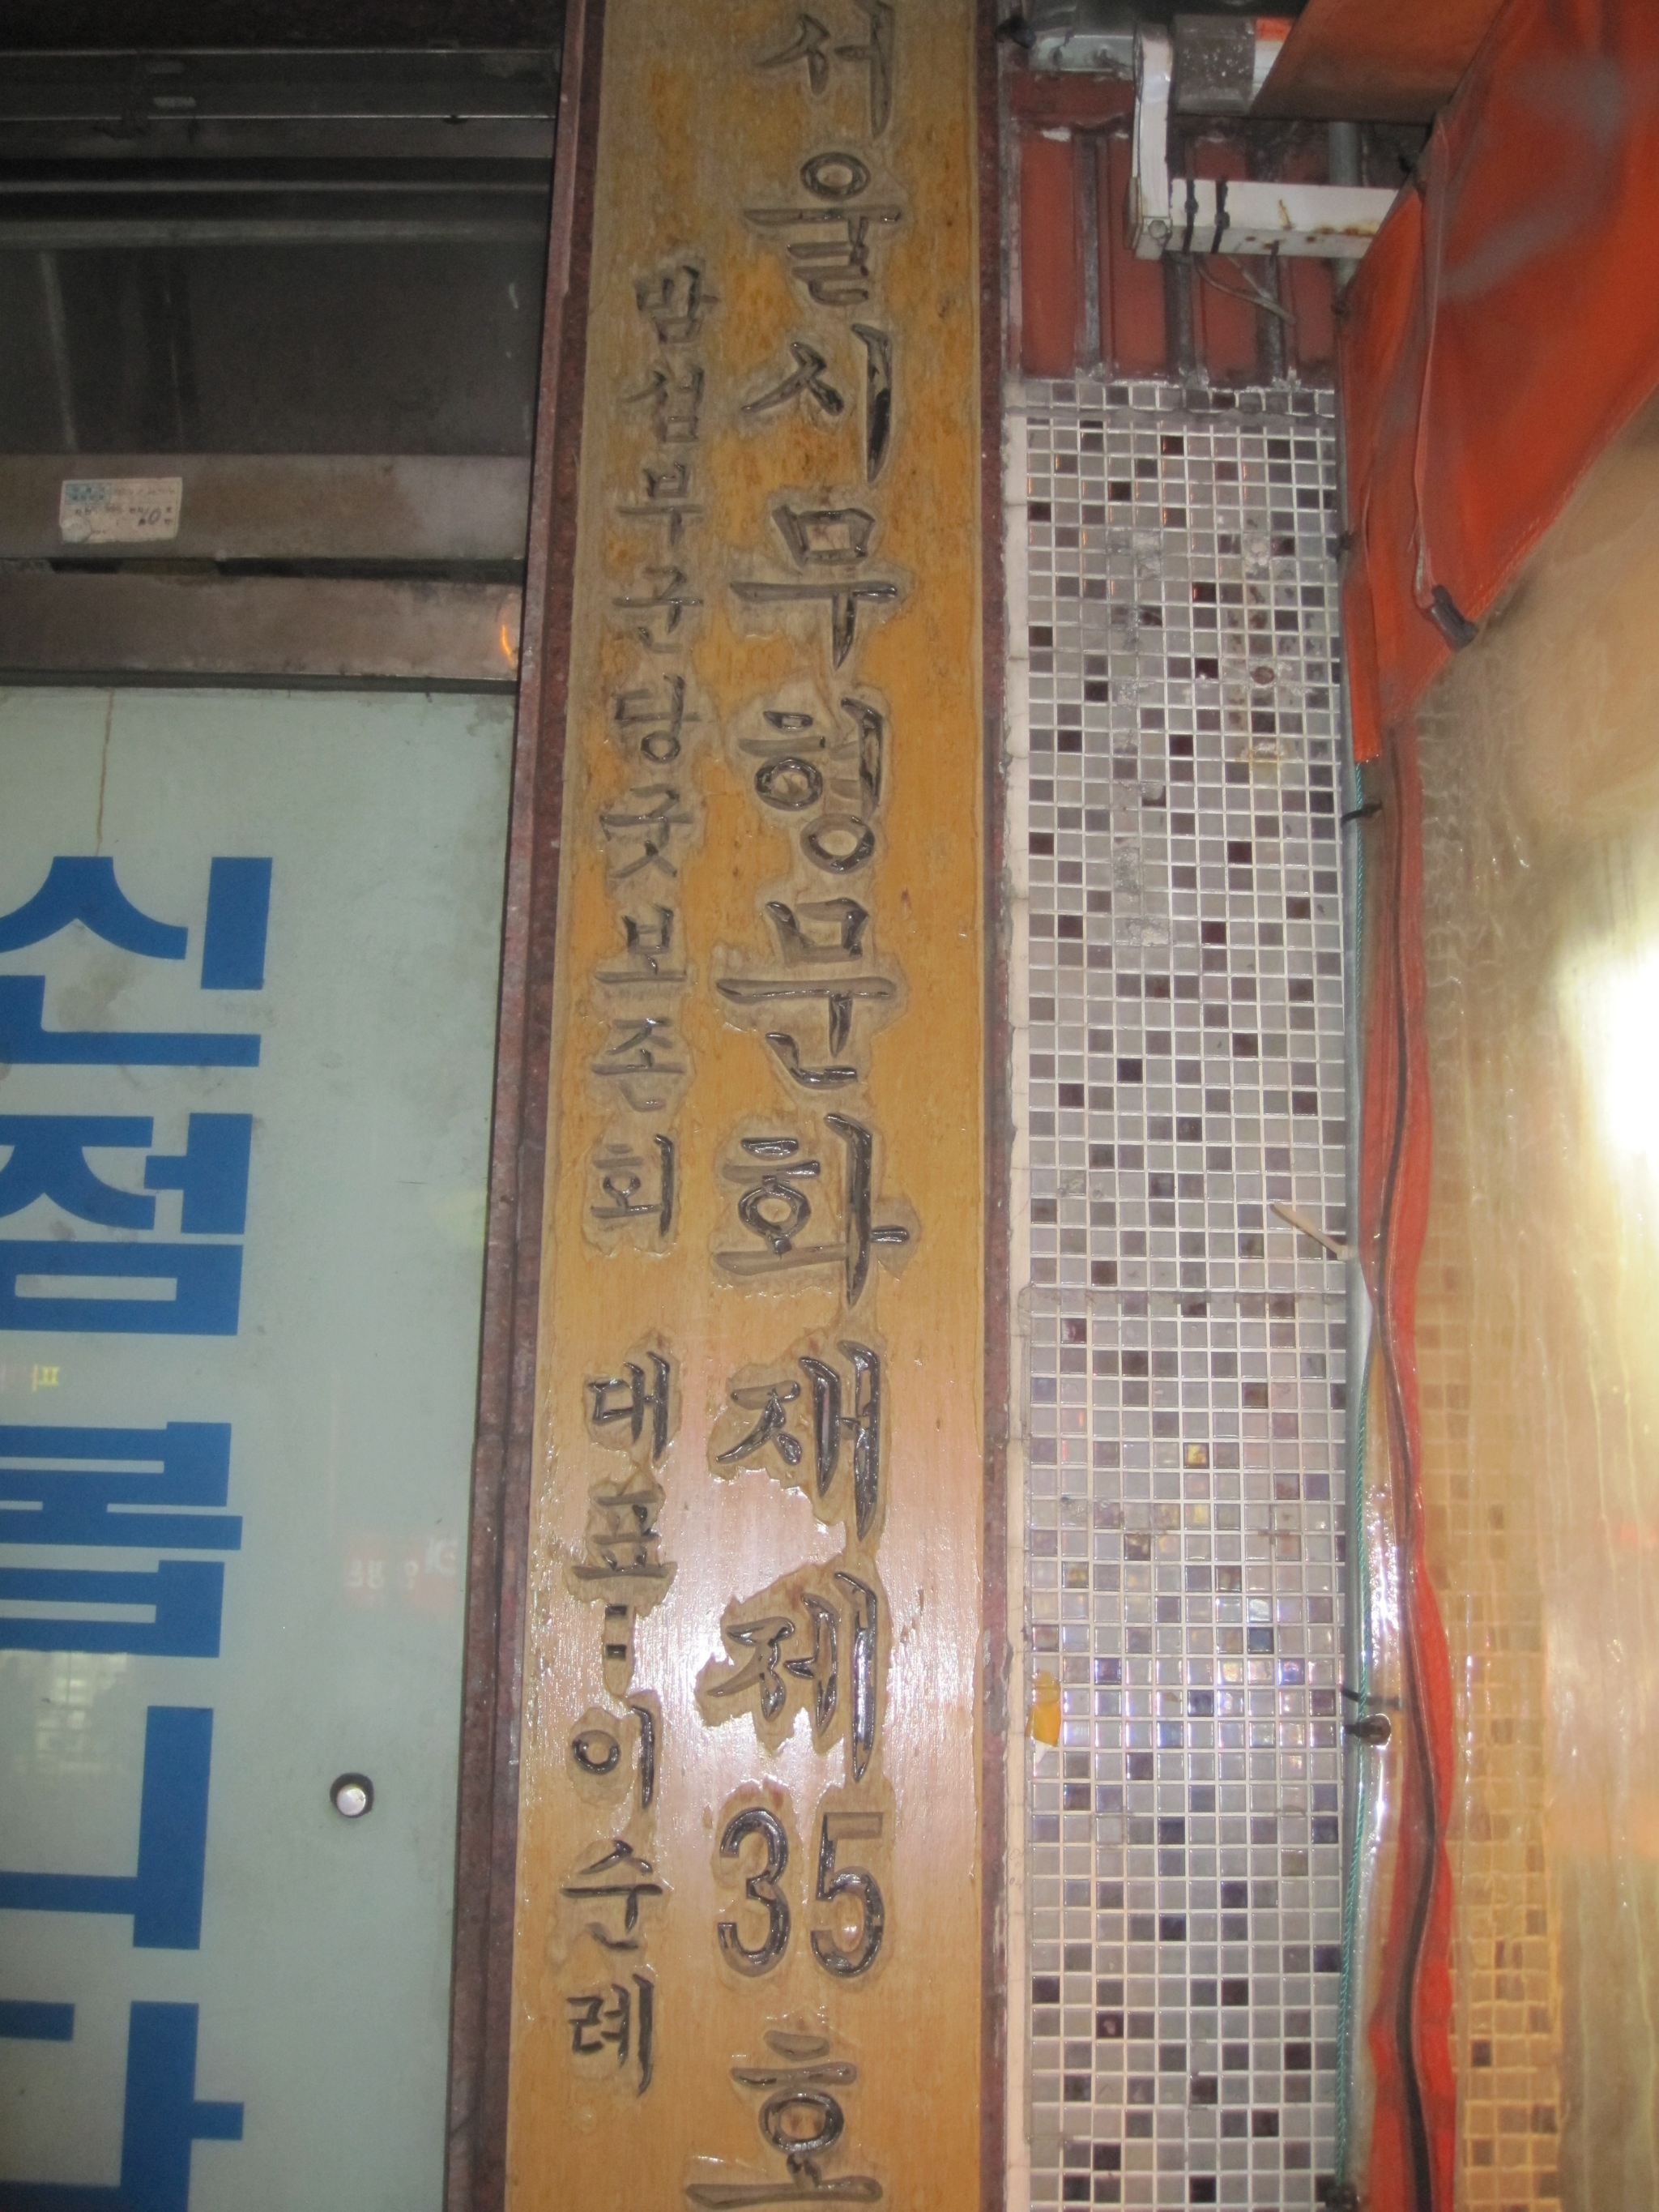 서울시무형문화재제35호
밤섬부군당굿보존회 대표: 이순례
신점